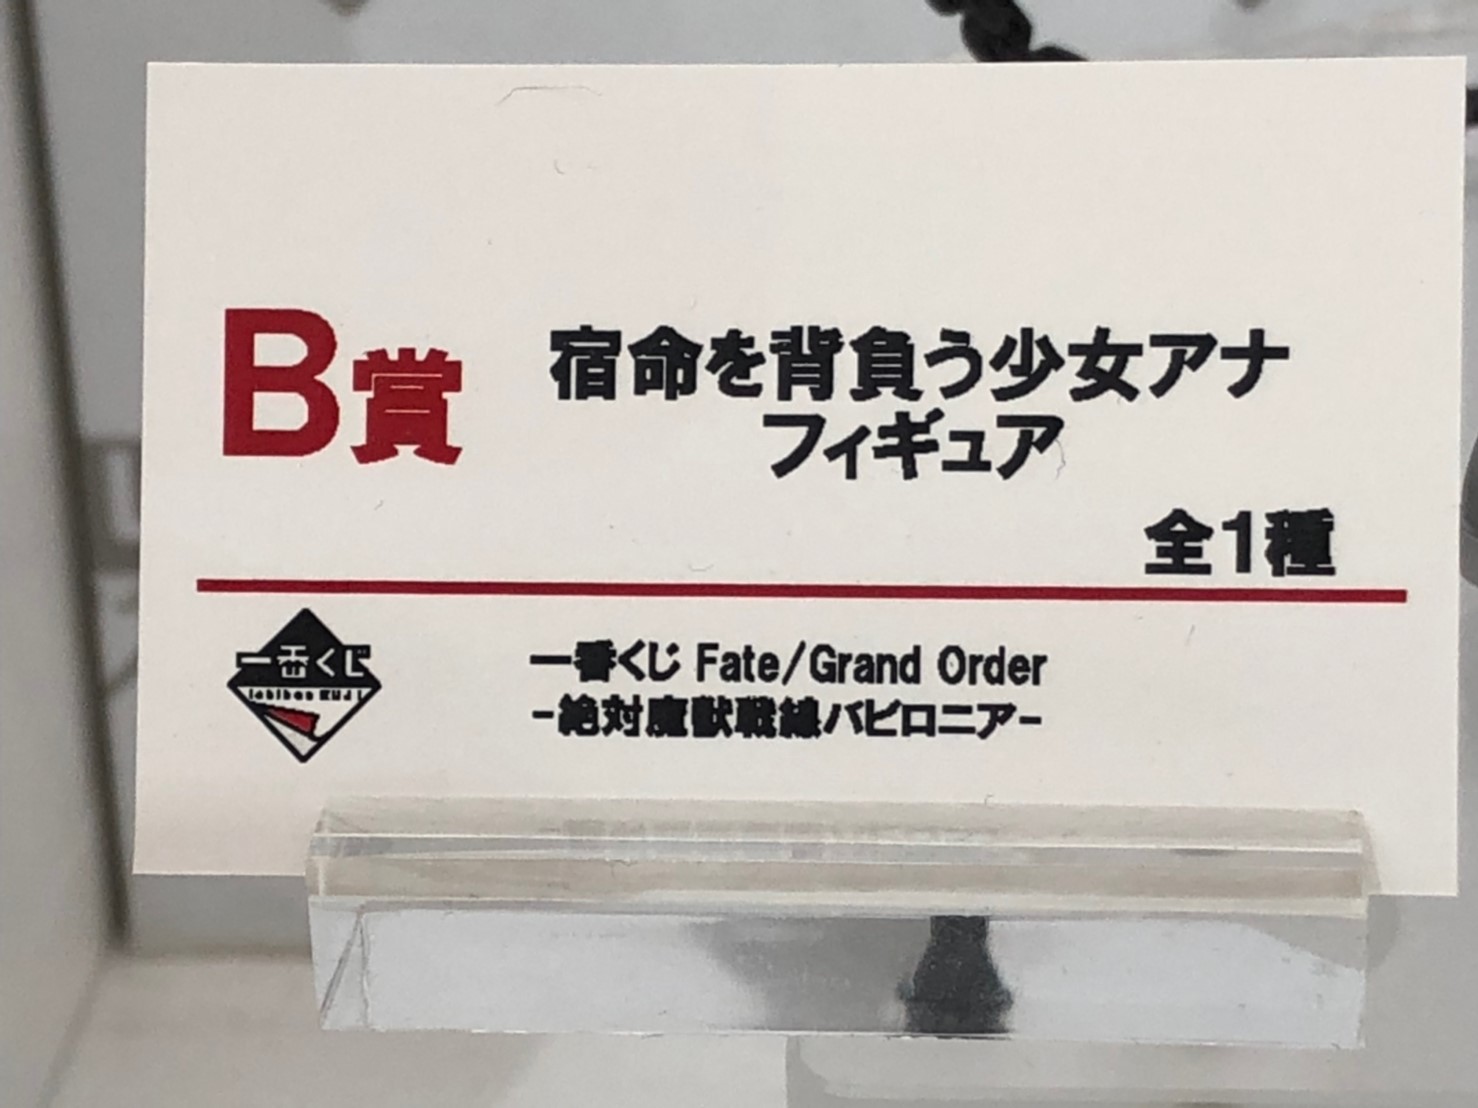 B賞
宿命を背負う少女アナ
フィギュア
全1種
一番くじ
Ichiban KUJI
一番くじ Fate/Grand Order
-絶対魔獣戦線バビロニア-